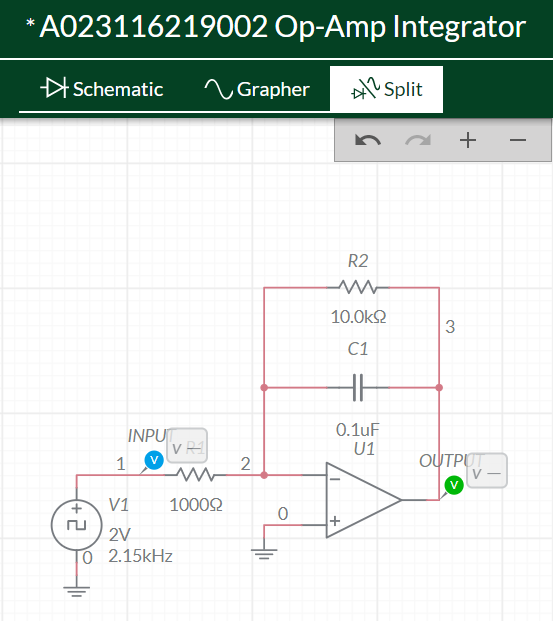 * A023116219002 Op-Amp Integrator
Schematic
Grapher
Split
R2
10.0kΩ
3
C1
0.1uF
U1
INPUT
V R1
V
1
2
1000Ω
OUTPUT
V —
V
V1
2V
2.15kHz
0
0